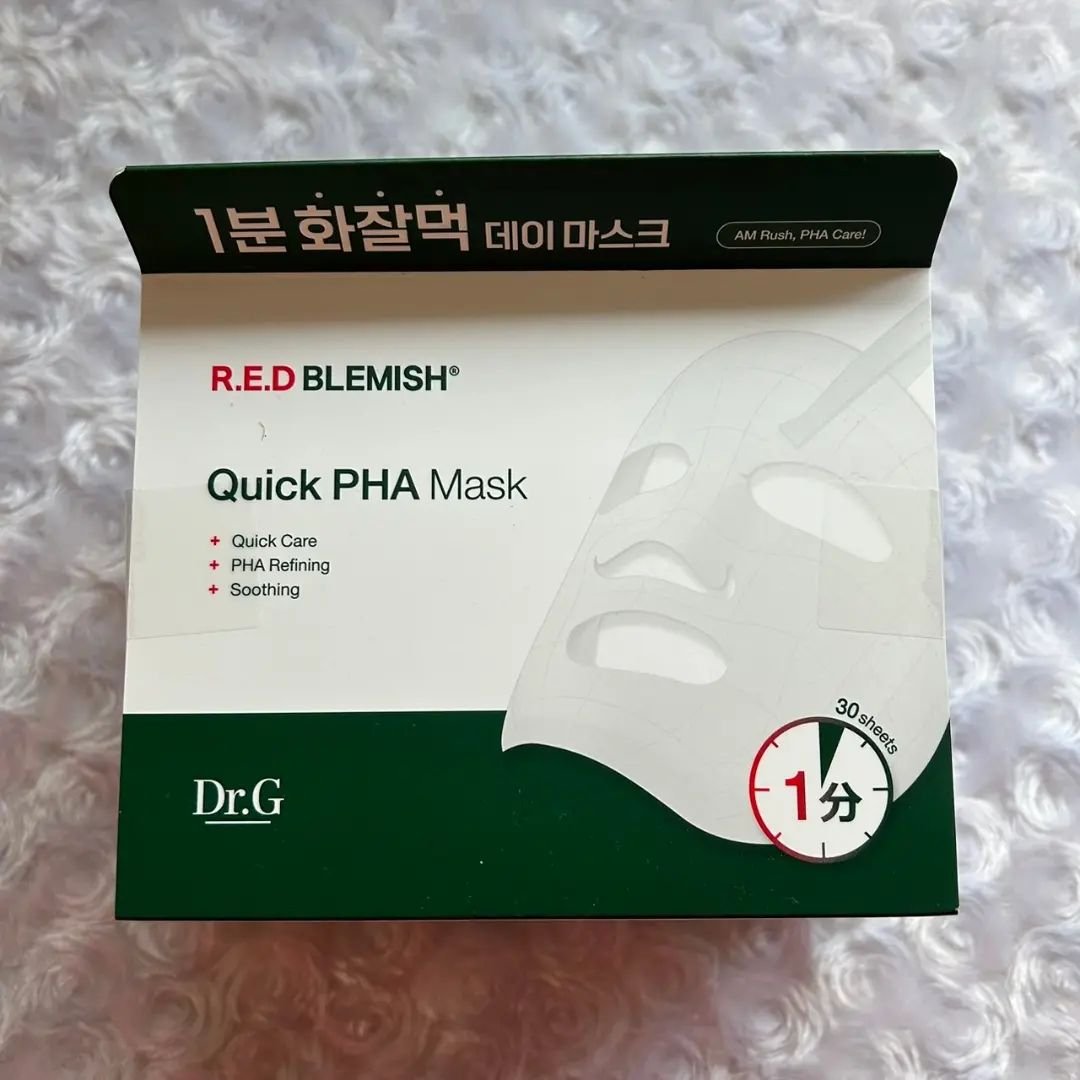 1분 화잘먹 데이 마스크
AM Rush, PHA Care!
R.E.D BLEMISH®
Quick PHA Mask
+ Quick Care
+ PHA Refining
+ Soothing
30 sheets
1分
Dr.G